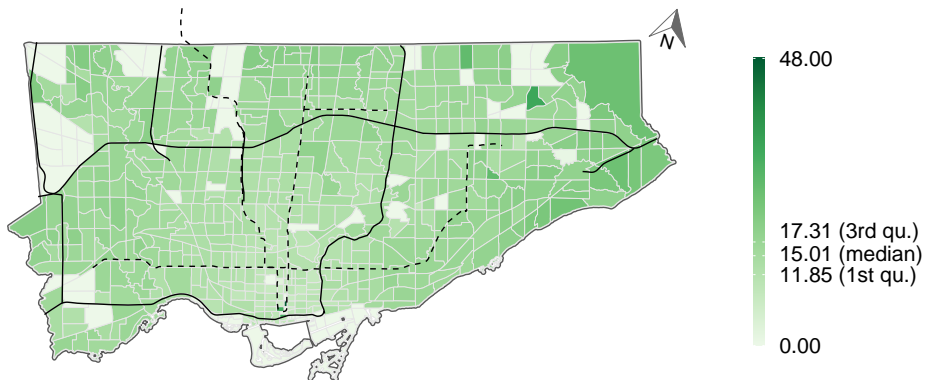 N
48.00
17.31 (3rd qu.)
15.01 (median)
11.85 (1st qu.)
0.00